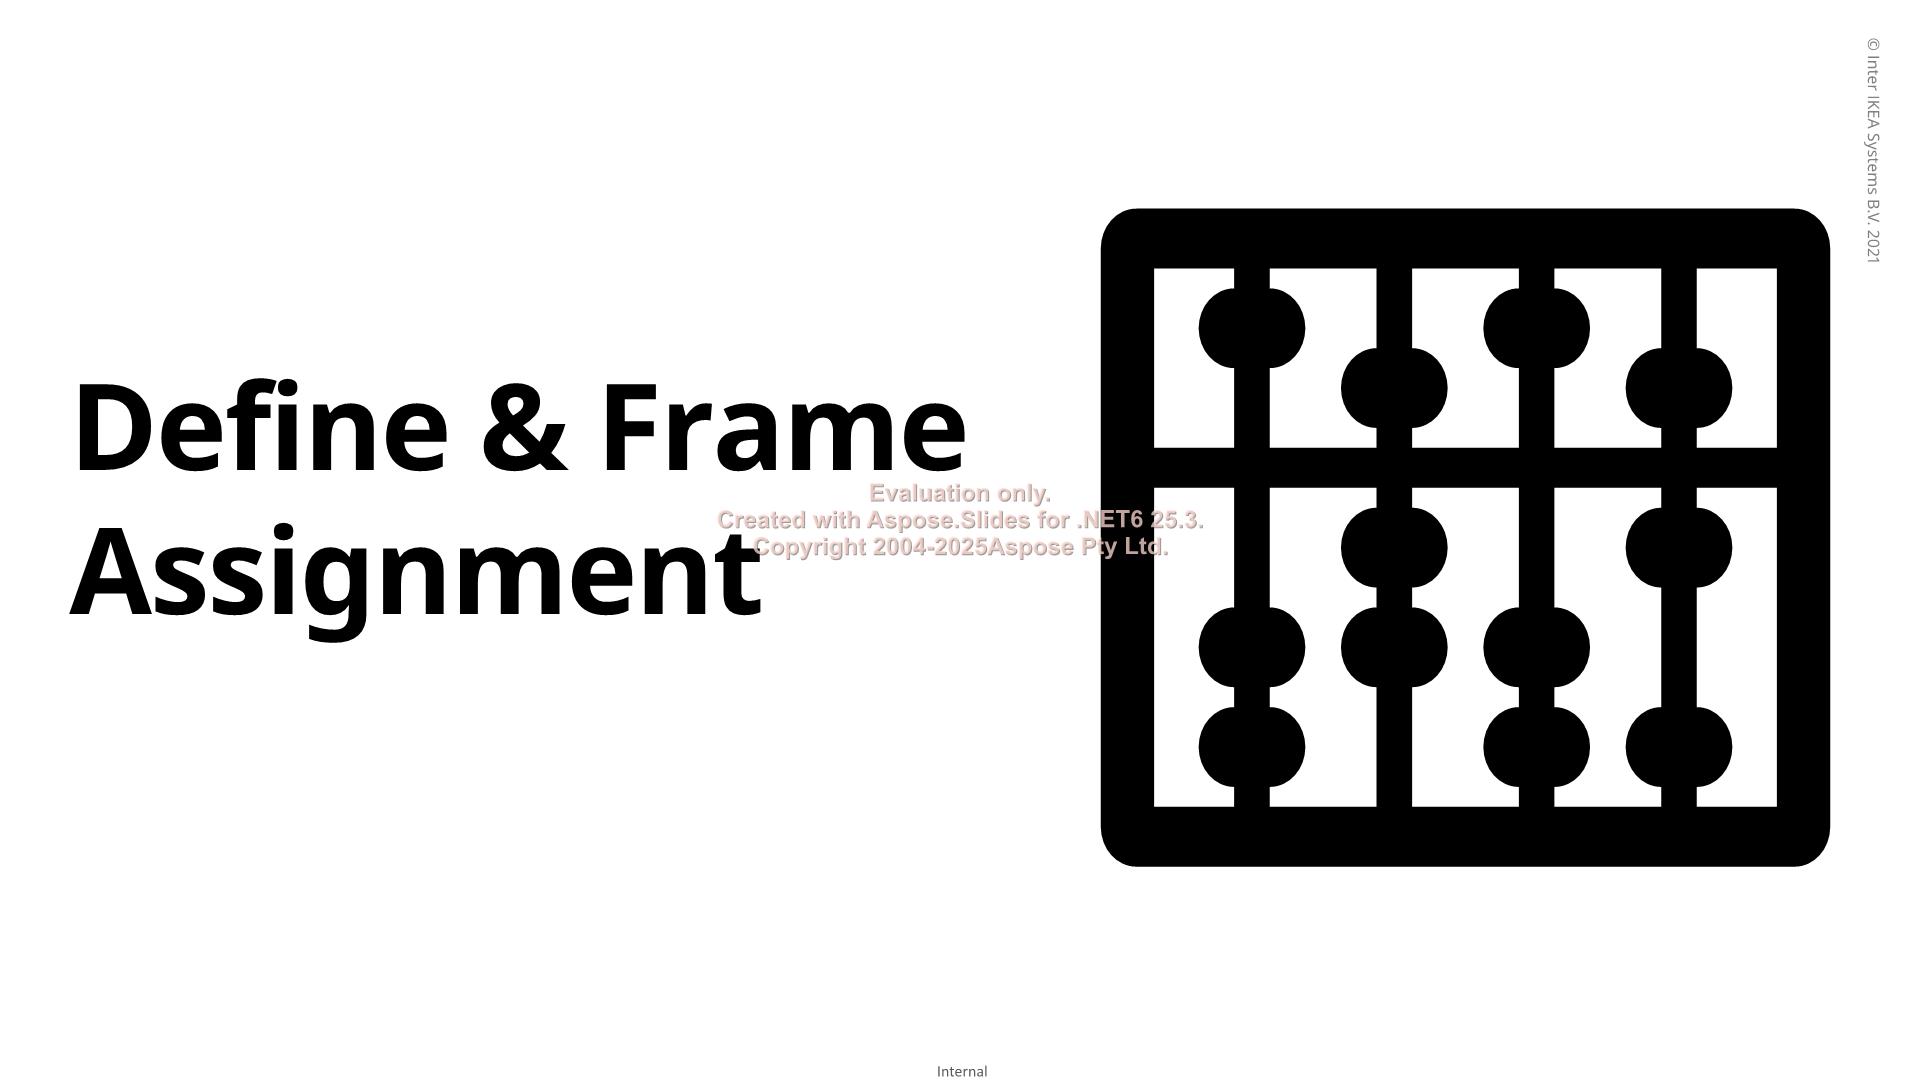 © Inter IKEA Systems B.V. 2021
Define & Frame
Assignment
Evaluation only.
Created with Aspose.Slides for .NET6 25.3.
Copyright 2004-2025Aspose Pty Ltd.
Internal